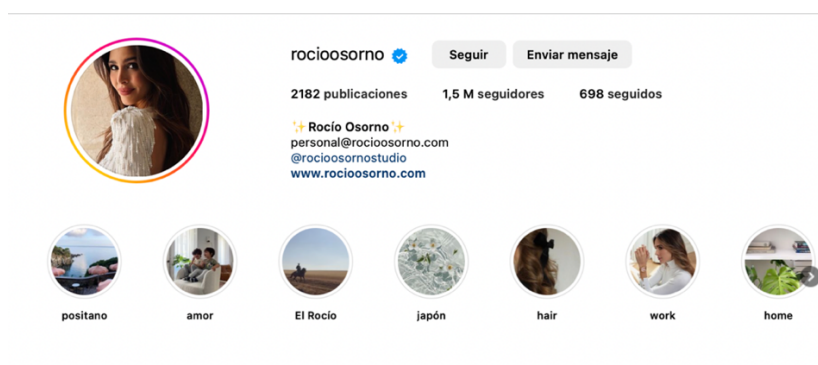 rocioosorno Seguir Enviar mensaje
2182 publicaciones 1,5 M seguidores 698 seguidos
✨Rocío Osorno✨
personal@rocioosorno.com
@rocioosornostudio
www.rocioosorno.com
positano amor El Rocío japón hair work home